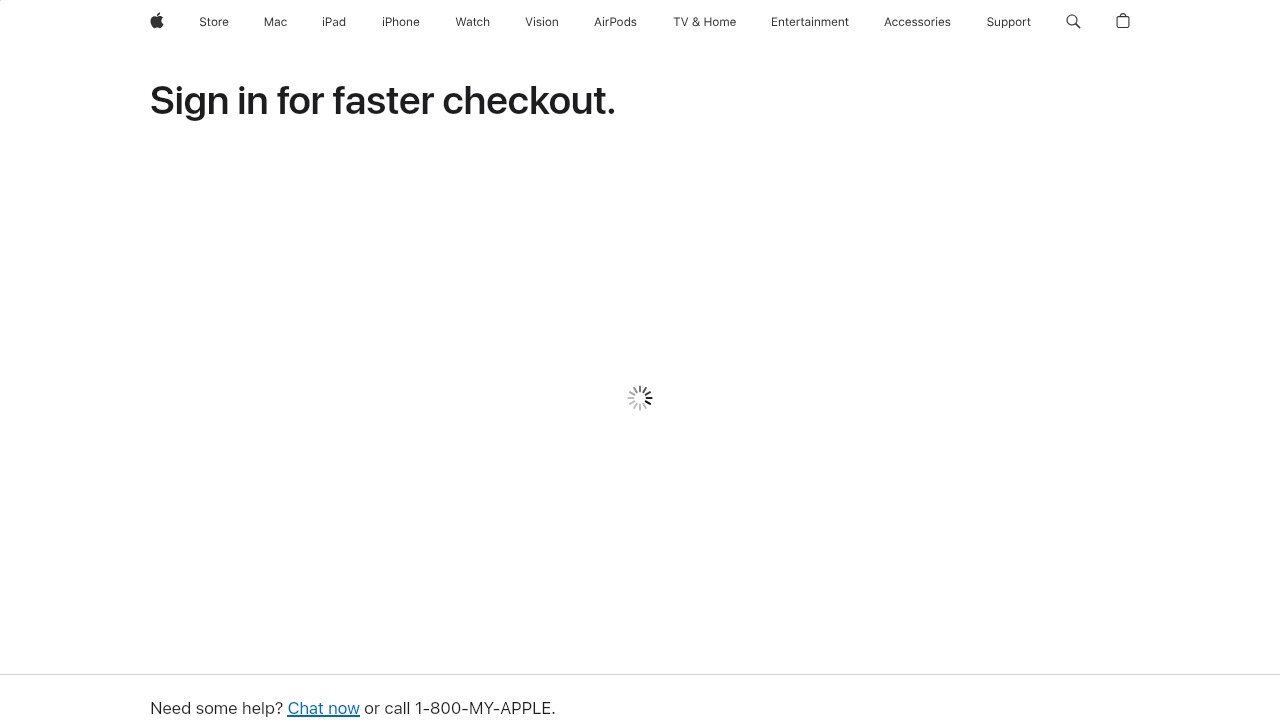 Store Mac iPad iPhone Watch Vision AirPods TV & Home Entertainment Accessories Support
Sign in for faster checkout.
Need some help? Chat now or call 1-800-MY-APPLE.